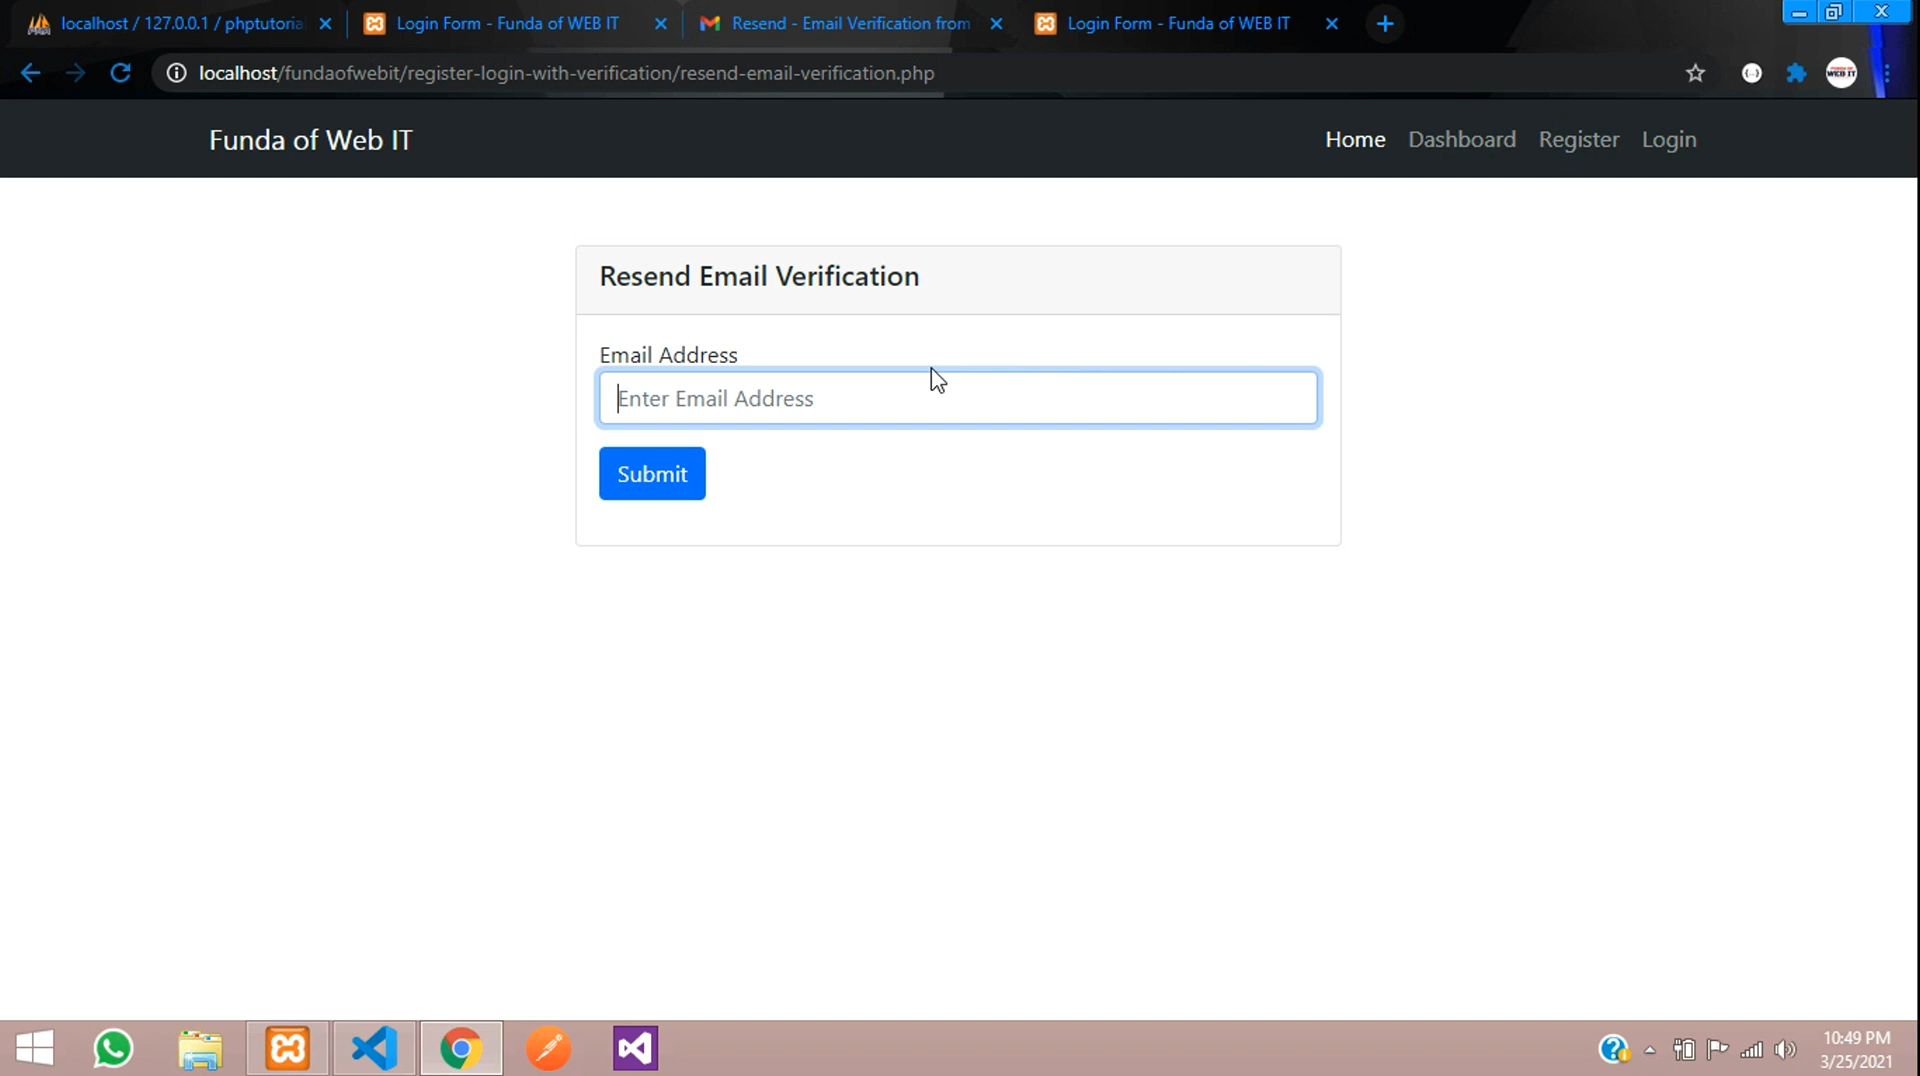 localhost / 127.0.0.1 / phptutoria
Login Form - Funda of WEB IT
Resend - Email Verification from
Login Form - Funda of WEB IT
localhost/fundaofwebit/register-login-with-verification/resend-email-verification.php
WEB IT
Funda of Web IT
Home
Dashboard
Register
Login
Resend Email Verification
Email Address
Enter Email Address
Submit
10:49 PM
3/25/2021